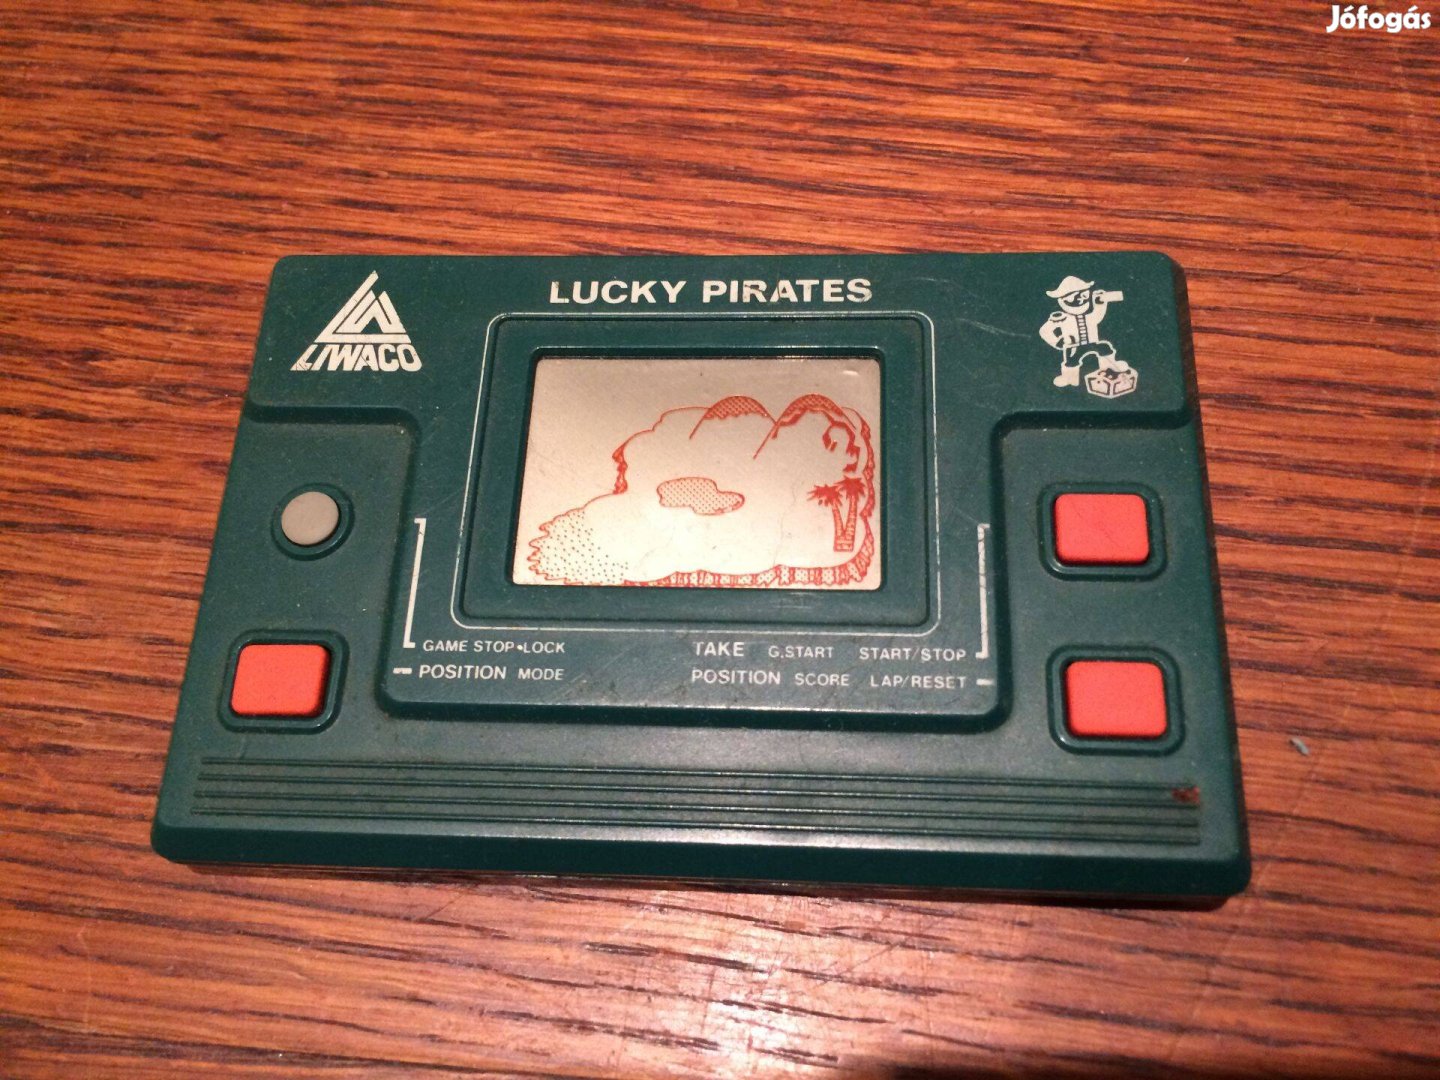 Jófogás
LUCKY PIRATES
LIWACO
GAME STOP•LOCK
POSITION MODE
TAKE G.START START/STOP
POSITION SCORE LAP/RESET